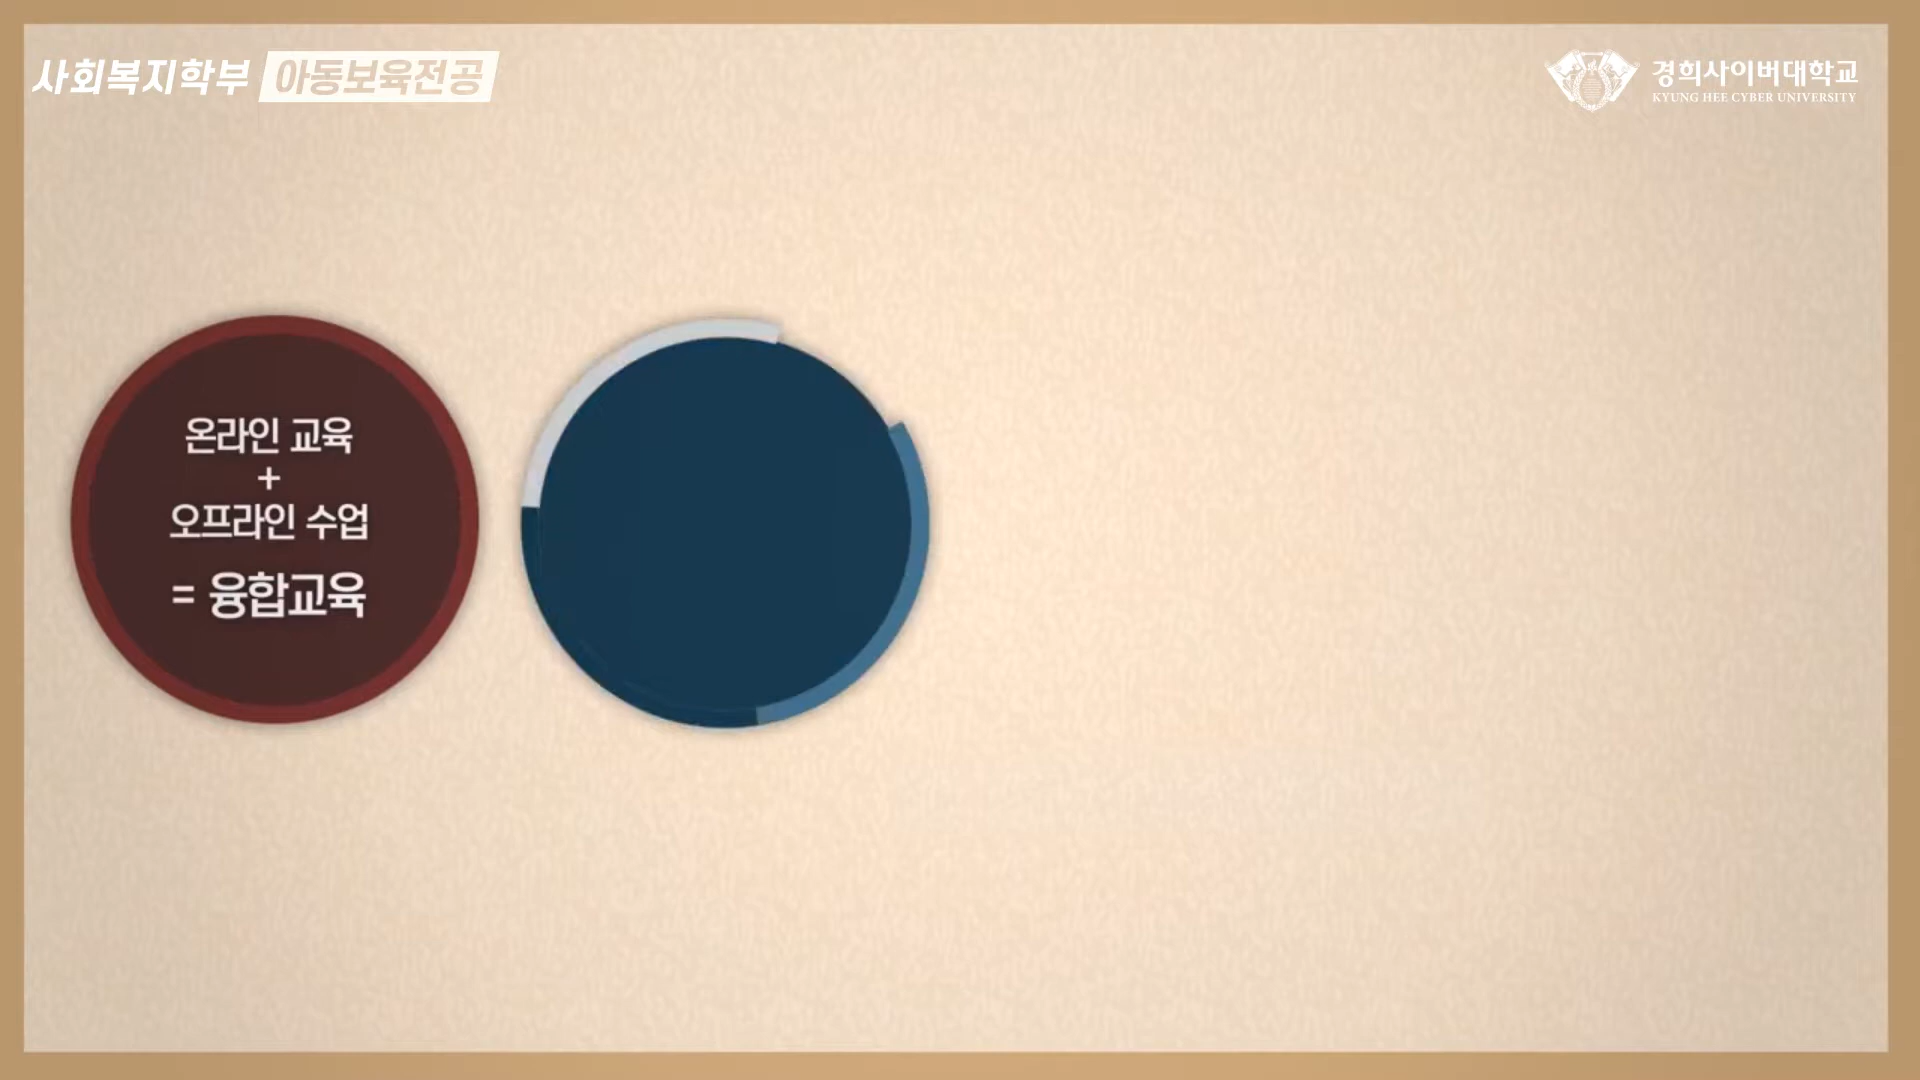 사회복지학부 아동보육전공
경희사이버대학교
KYUNG HEE CYBER UNIVERSITY
온라인 교육
+
오프라인 수업
= 융합교육